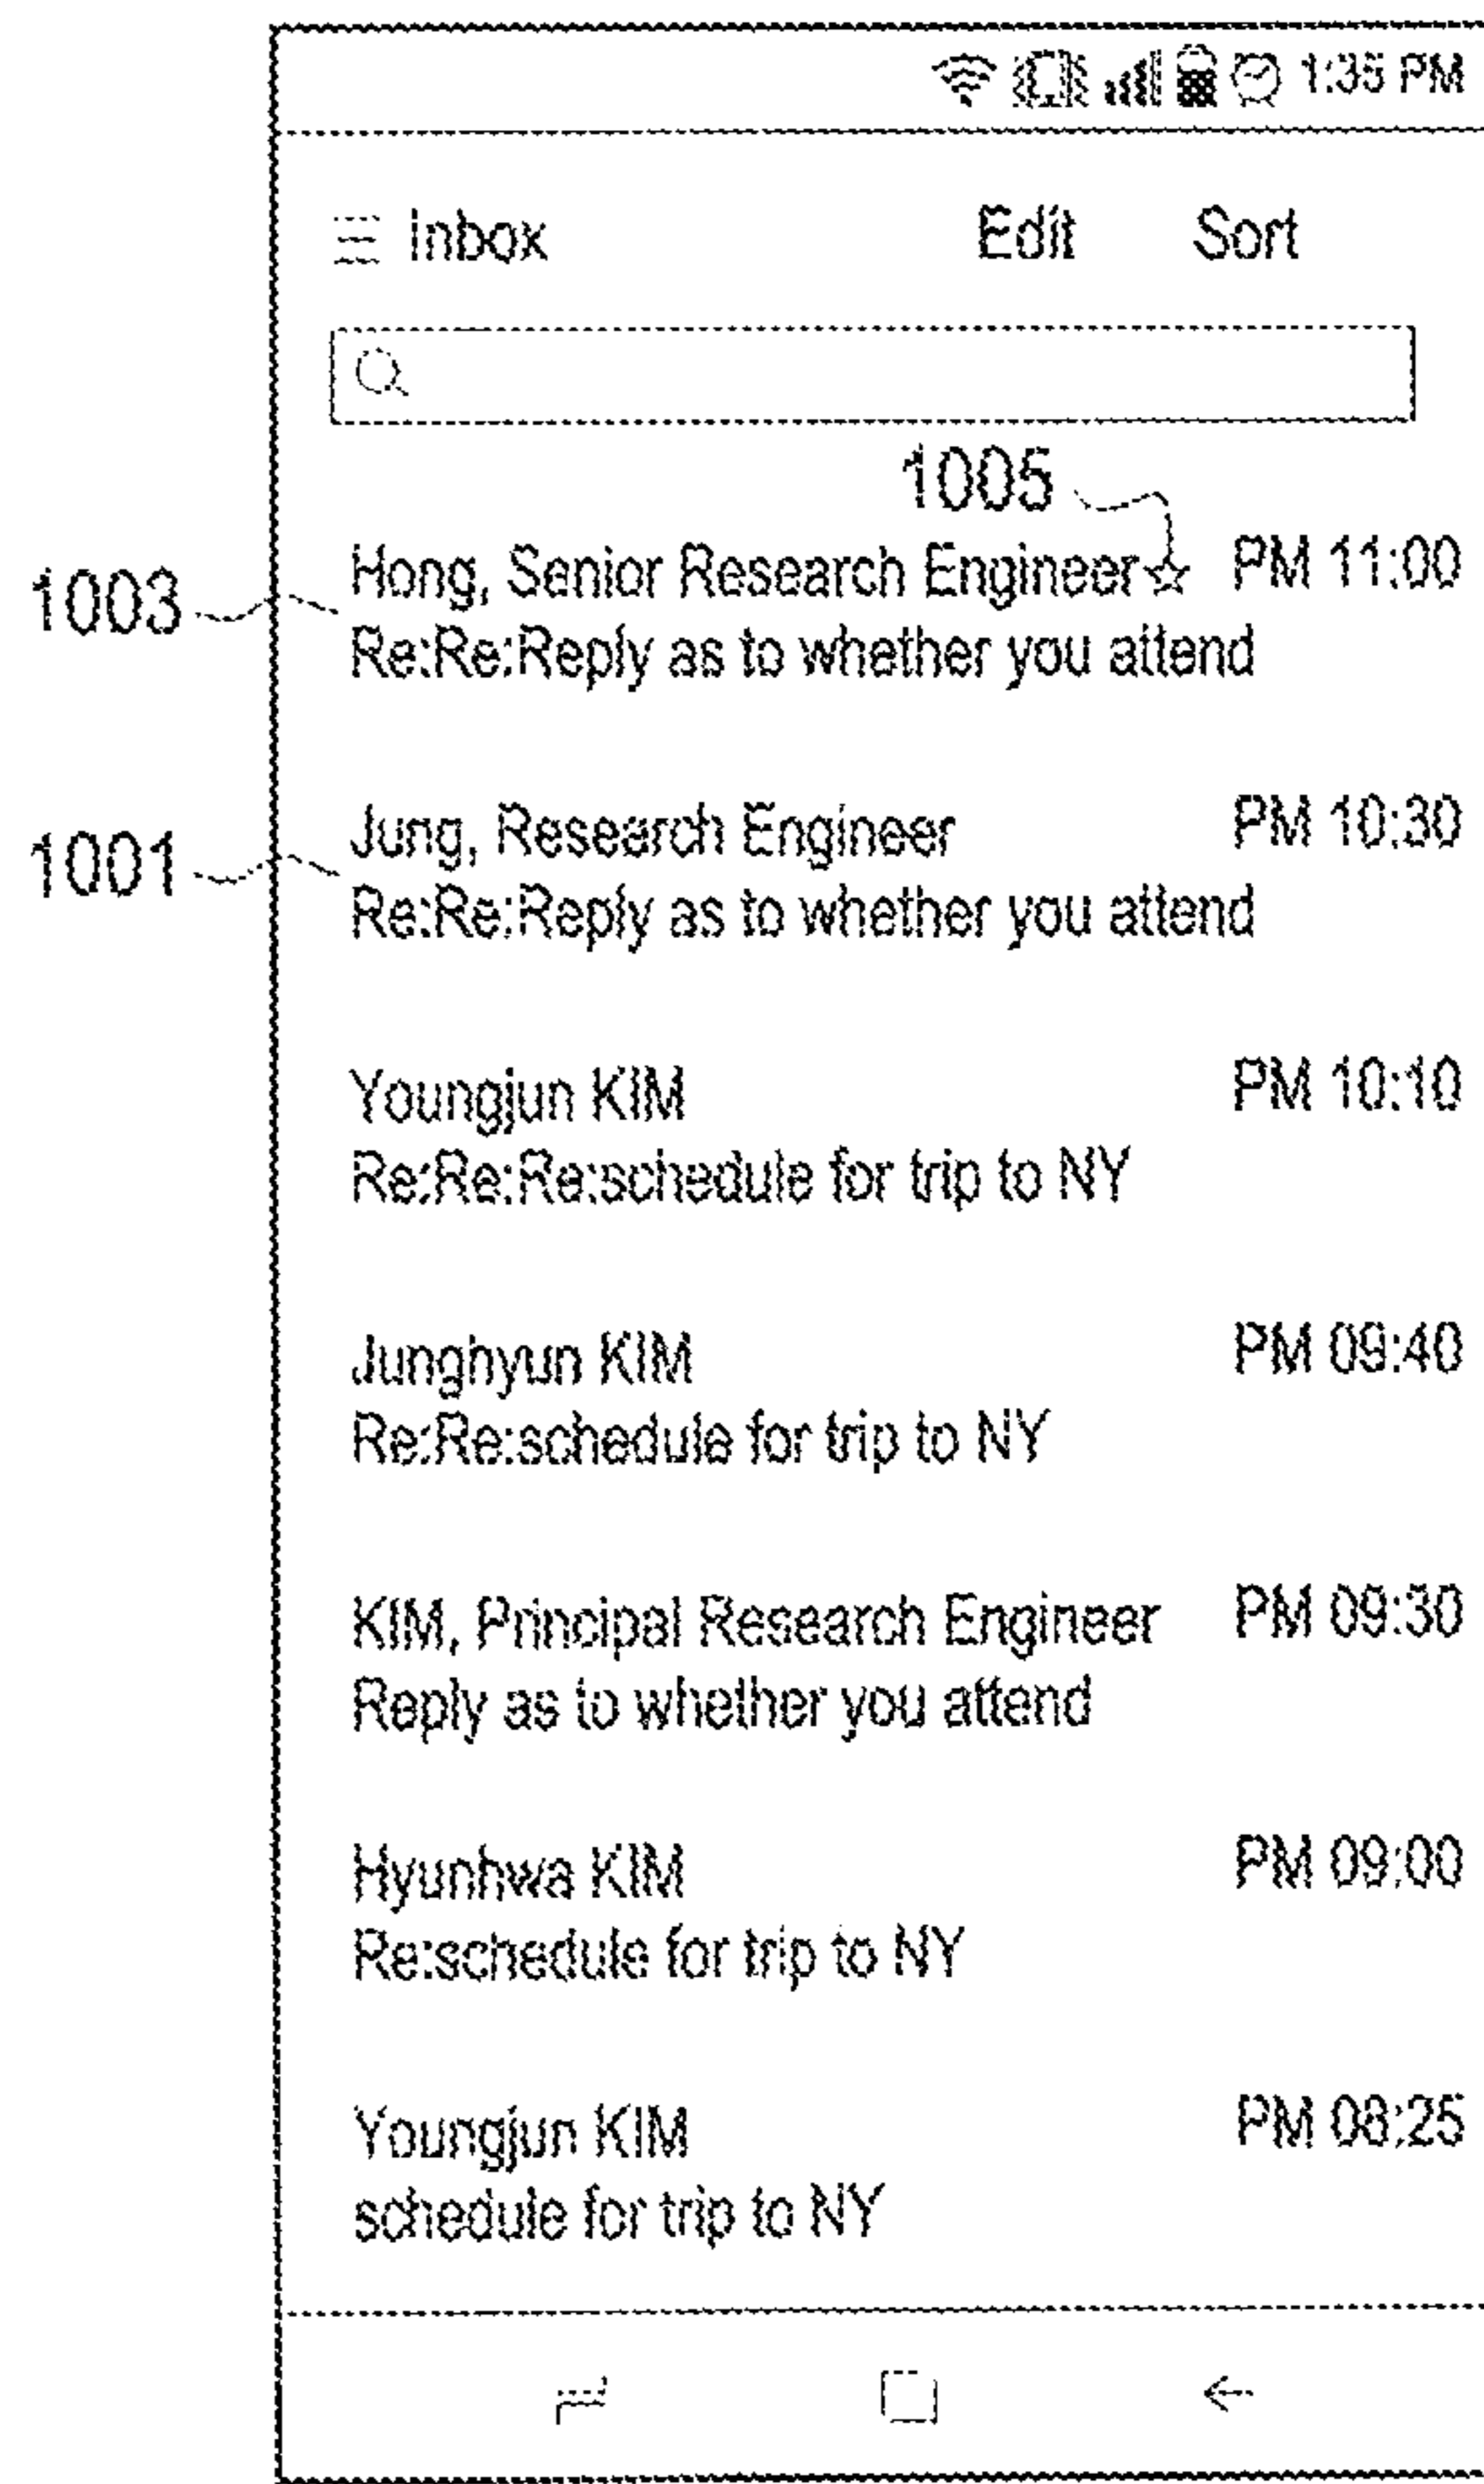 1:35 PM
Inbox Edit Sort
1005
1003
Hong, Senior Research Engineer☆ PM 11:00
Re:Re:Reply as to whether you attend
1001
Jung, Research Engineer PM 10:30
Re:Re:Reply as to whether you attend
Youngjun KIM PM 10:10
Re:Re:Re:schedule for trip to NY
Junghyun KIM PM 09:40
Re:Re:schedule for trip to NY
KIM, Principal Research Engineer PM 09:30
Reply as to whether you attend
Hyunhwa KIM PM 09:00
Re:schedule for trip to NY
Youngjun KIM PM 08:25
schedule for trip to NY